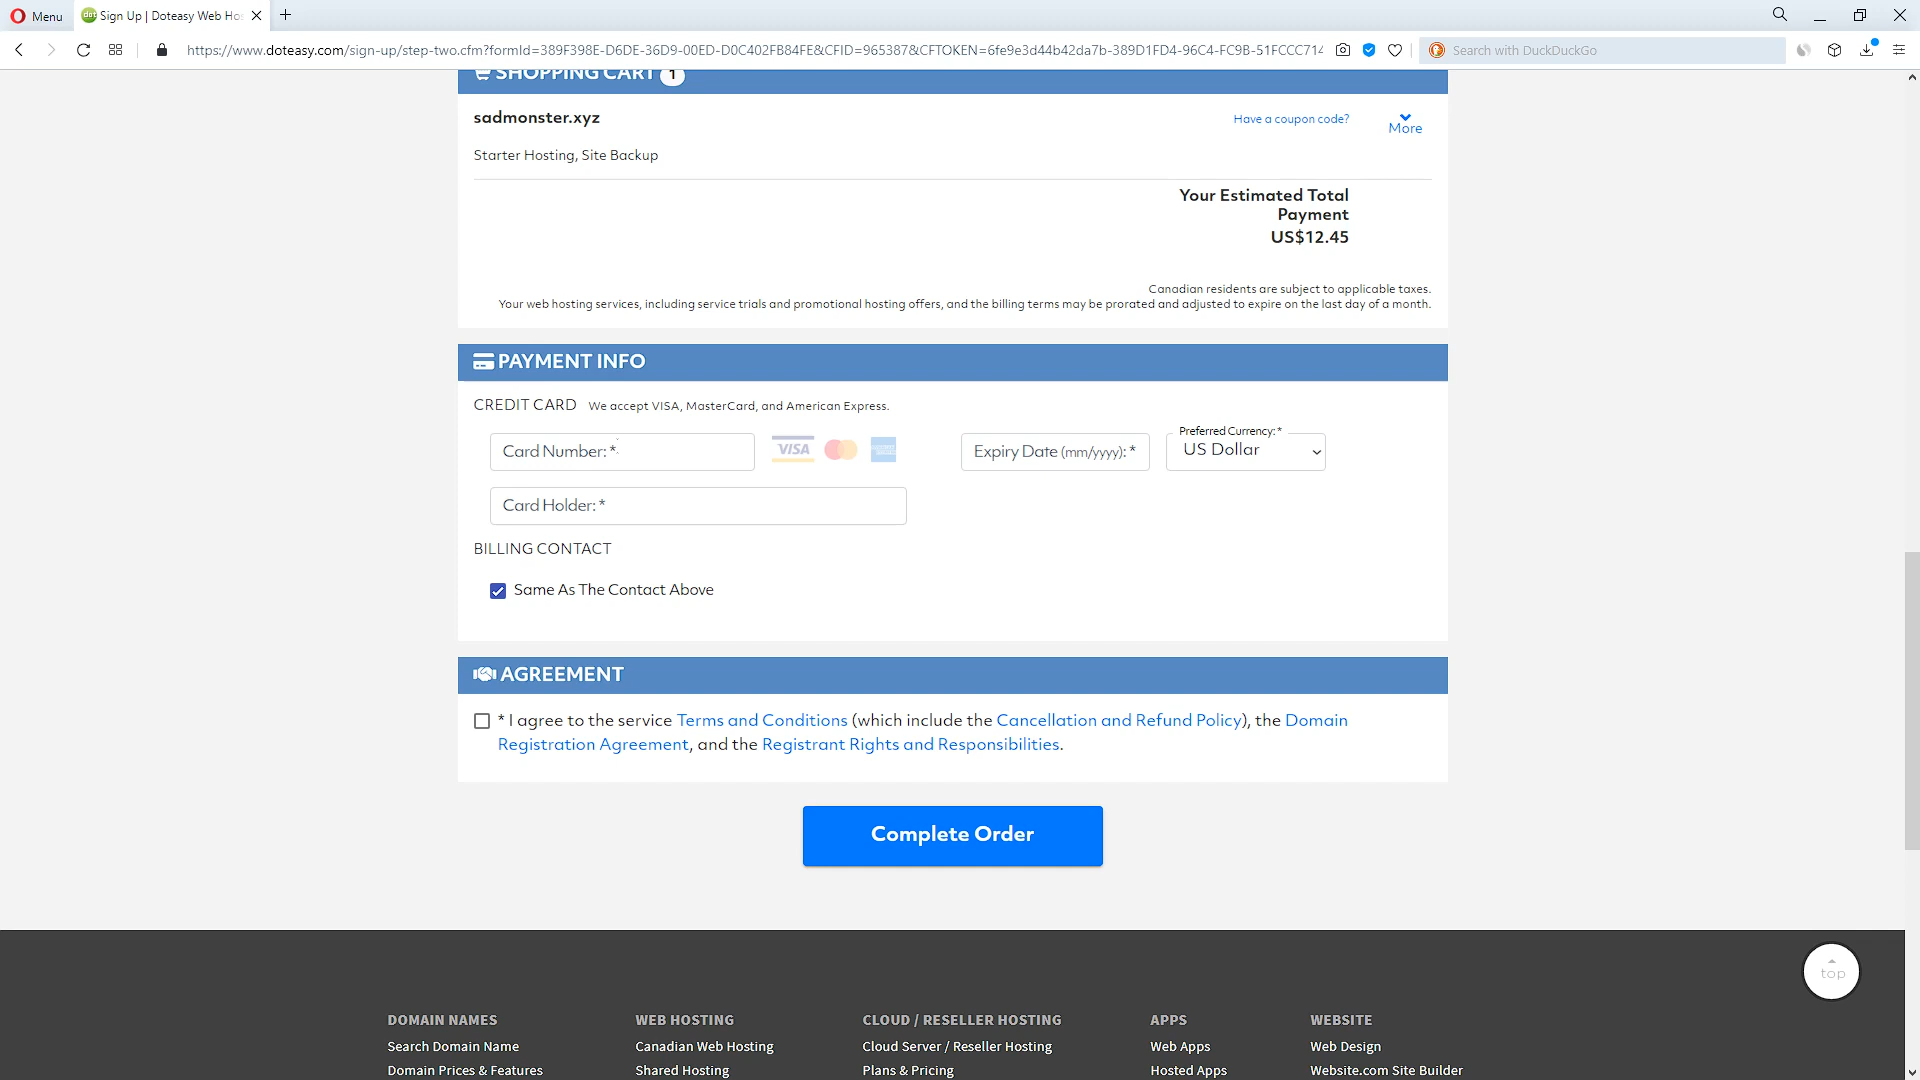 Menu
Sign Up | Doteasy Web Ho
https://www.doteasy.com/sign-up/step-two.cfm?formId=389F398E-D6DE-36D9-00ED-D0C402FB84FE&CFID=965387&CFTOKEN=6fe9e3d44b42da7b-389D1FD4-96C4-FC9B-51FCCC714
Search with DuckDuckGo
SHOPPING CART 1
sadmonster.xyz
Have a coupon code?
More
Starter Hosting, Site Backup
Your Estimated Total
Payment
US$12.45
Canadian residents are subject to applicable taxes.
Your web hosting services, including service trials and promotional hosting offers, and the billing terms may be prorated and adjusted to expire on the last day of a month.
PAYMENT INFO
CREDIT CARD We accept VISA, MasterCard, and American Express.
Card Number: *
VISA
Expiry Date (mm/yyyy): *
Preferred Currency: *
US Dollar
Card Holder: *
BILLING CONTACT
Same As The Contact Above
AGREEMENT
* I agree to the service Terms and Conditions (which include the Cancellation and Refund Policy), the Domain
Registration Agreement, and the Registrant Rights and Responsibilities.
Complete Order
top
DOMAIN NAMES
WEB HOSTING
CLOUD / RESELLER HOSTING
APPS
WEBSITE
Search Domain Name
Canadian Web Hosting
Cloud Server / Reseller Hosting
Web Apps
Web Design
Domain Prices & Features
Shared Hosting
Plans & Pricing
Hosted Apps
Website.com Site Builder